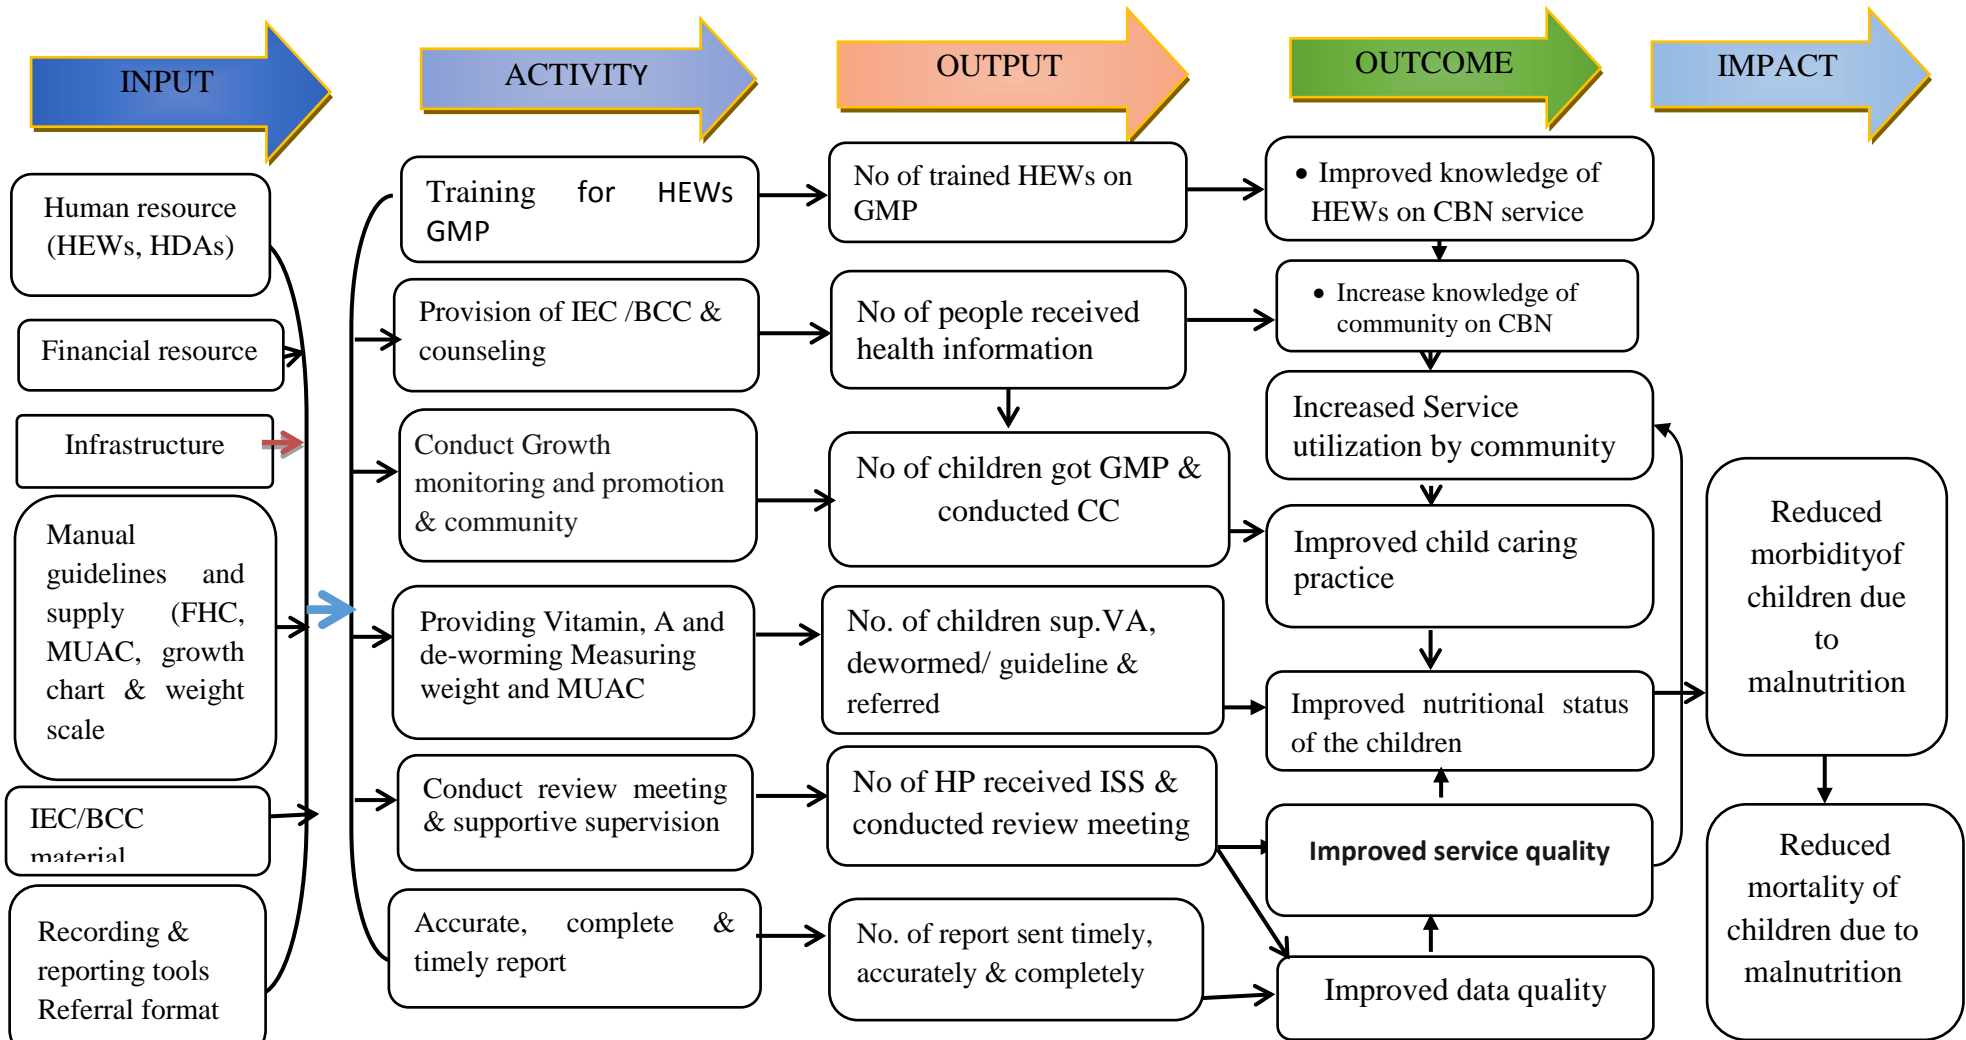 INPUT
ACTIVITY
OUTPUT
OUTCOME
IMPACT
Human resource
(HEWs, HDAs)
Financial resource
Infrastructure
Manual
guidelines and
supply (FHC,
MUAC, growth
chart & weight
scale
IEC/BCC
material
Recording &
reporting tools
Referral format
Training for HEWs
GMP
Provision of IEC /BCC &
counseling
Conduct Growth
monitoring and promotion
& community
Providing Vitamin, A and
de-worming Measuring
weight and MUAC
Conduct review meeting
& supportive supervision
Accurate, complete &
timely report
No of trained HEWs on
GMP
No of people received
health information
No of children got GMP &
conducted CC
No. of children sup.VA,
dewormed/ guideline &
referred
No of HP received ISS &
conducted review meeting
No. of report sent timely,
accurately & completely
• Improved knowledge of
HEWs on CBN service
• Increase knowledge of
community on CBN
Increased Service
utilization by community
Improved child caring
practice
Improved nutritional status
of the children
Improved service quality
Improved data quality
Reduced
morbidityof
children due
to
malnutrition
Reduced
mortality of
children due to
malnutrition